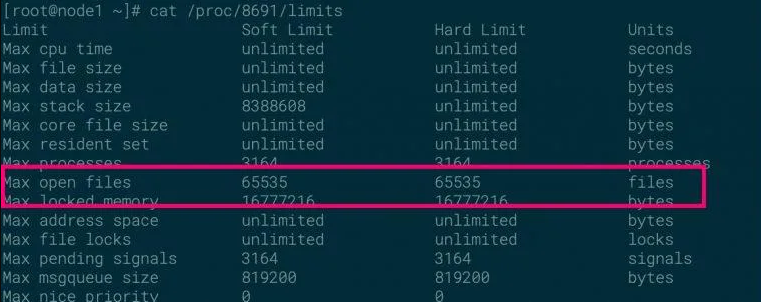 [root@node1 ~]# cat /proc/8691/limits
Limit Soft Limit Hard Limit Units
Max cpu time unlimited unlimited seconds
Max file size unlimited unlimited bytes
Max data size unlimited unlimited bytes
Max stack size 8388608 unlimited bytes
Max core file size unlimited unlimited bytes
Max resident set unlimited unlimited bytes
Max processes 3164 3164 processes
Max open files 65535 65535 files
Max locked memory 16777216 16777216 bytes
Max address space unlimited unlimited bytes
Max file locks unlimited unlimited locks
Max pending signals 3164 3164 signals
Max msgqueue size 819200 819200 bytes
Max nice priority 0 0